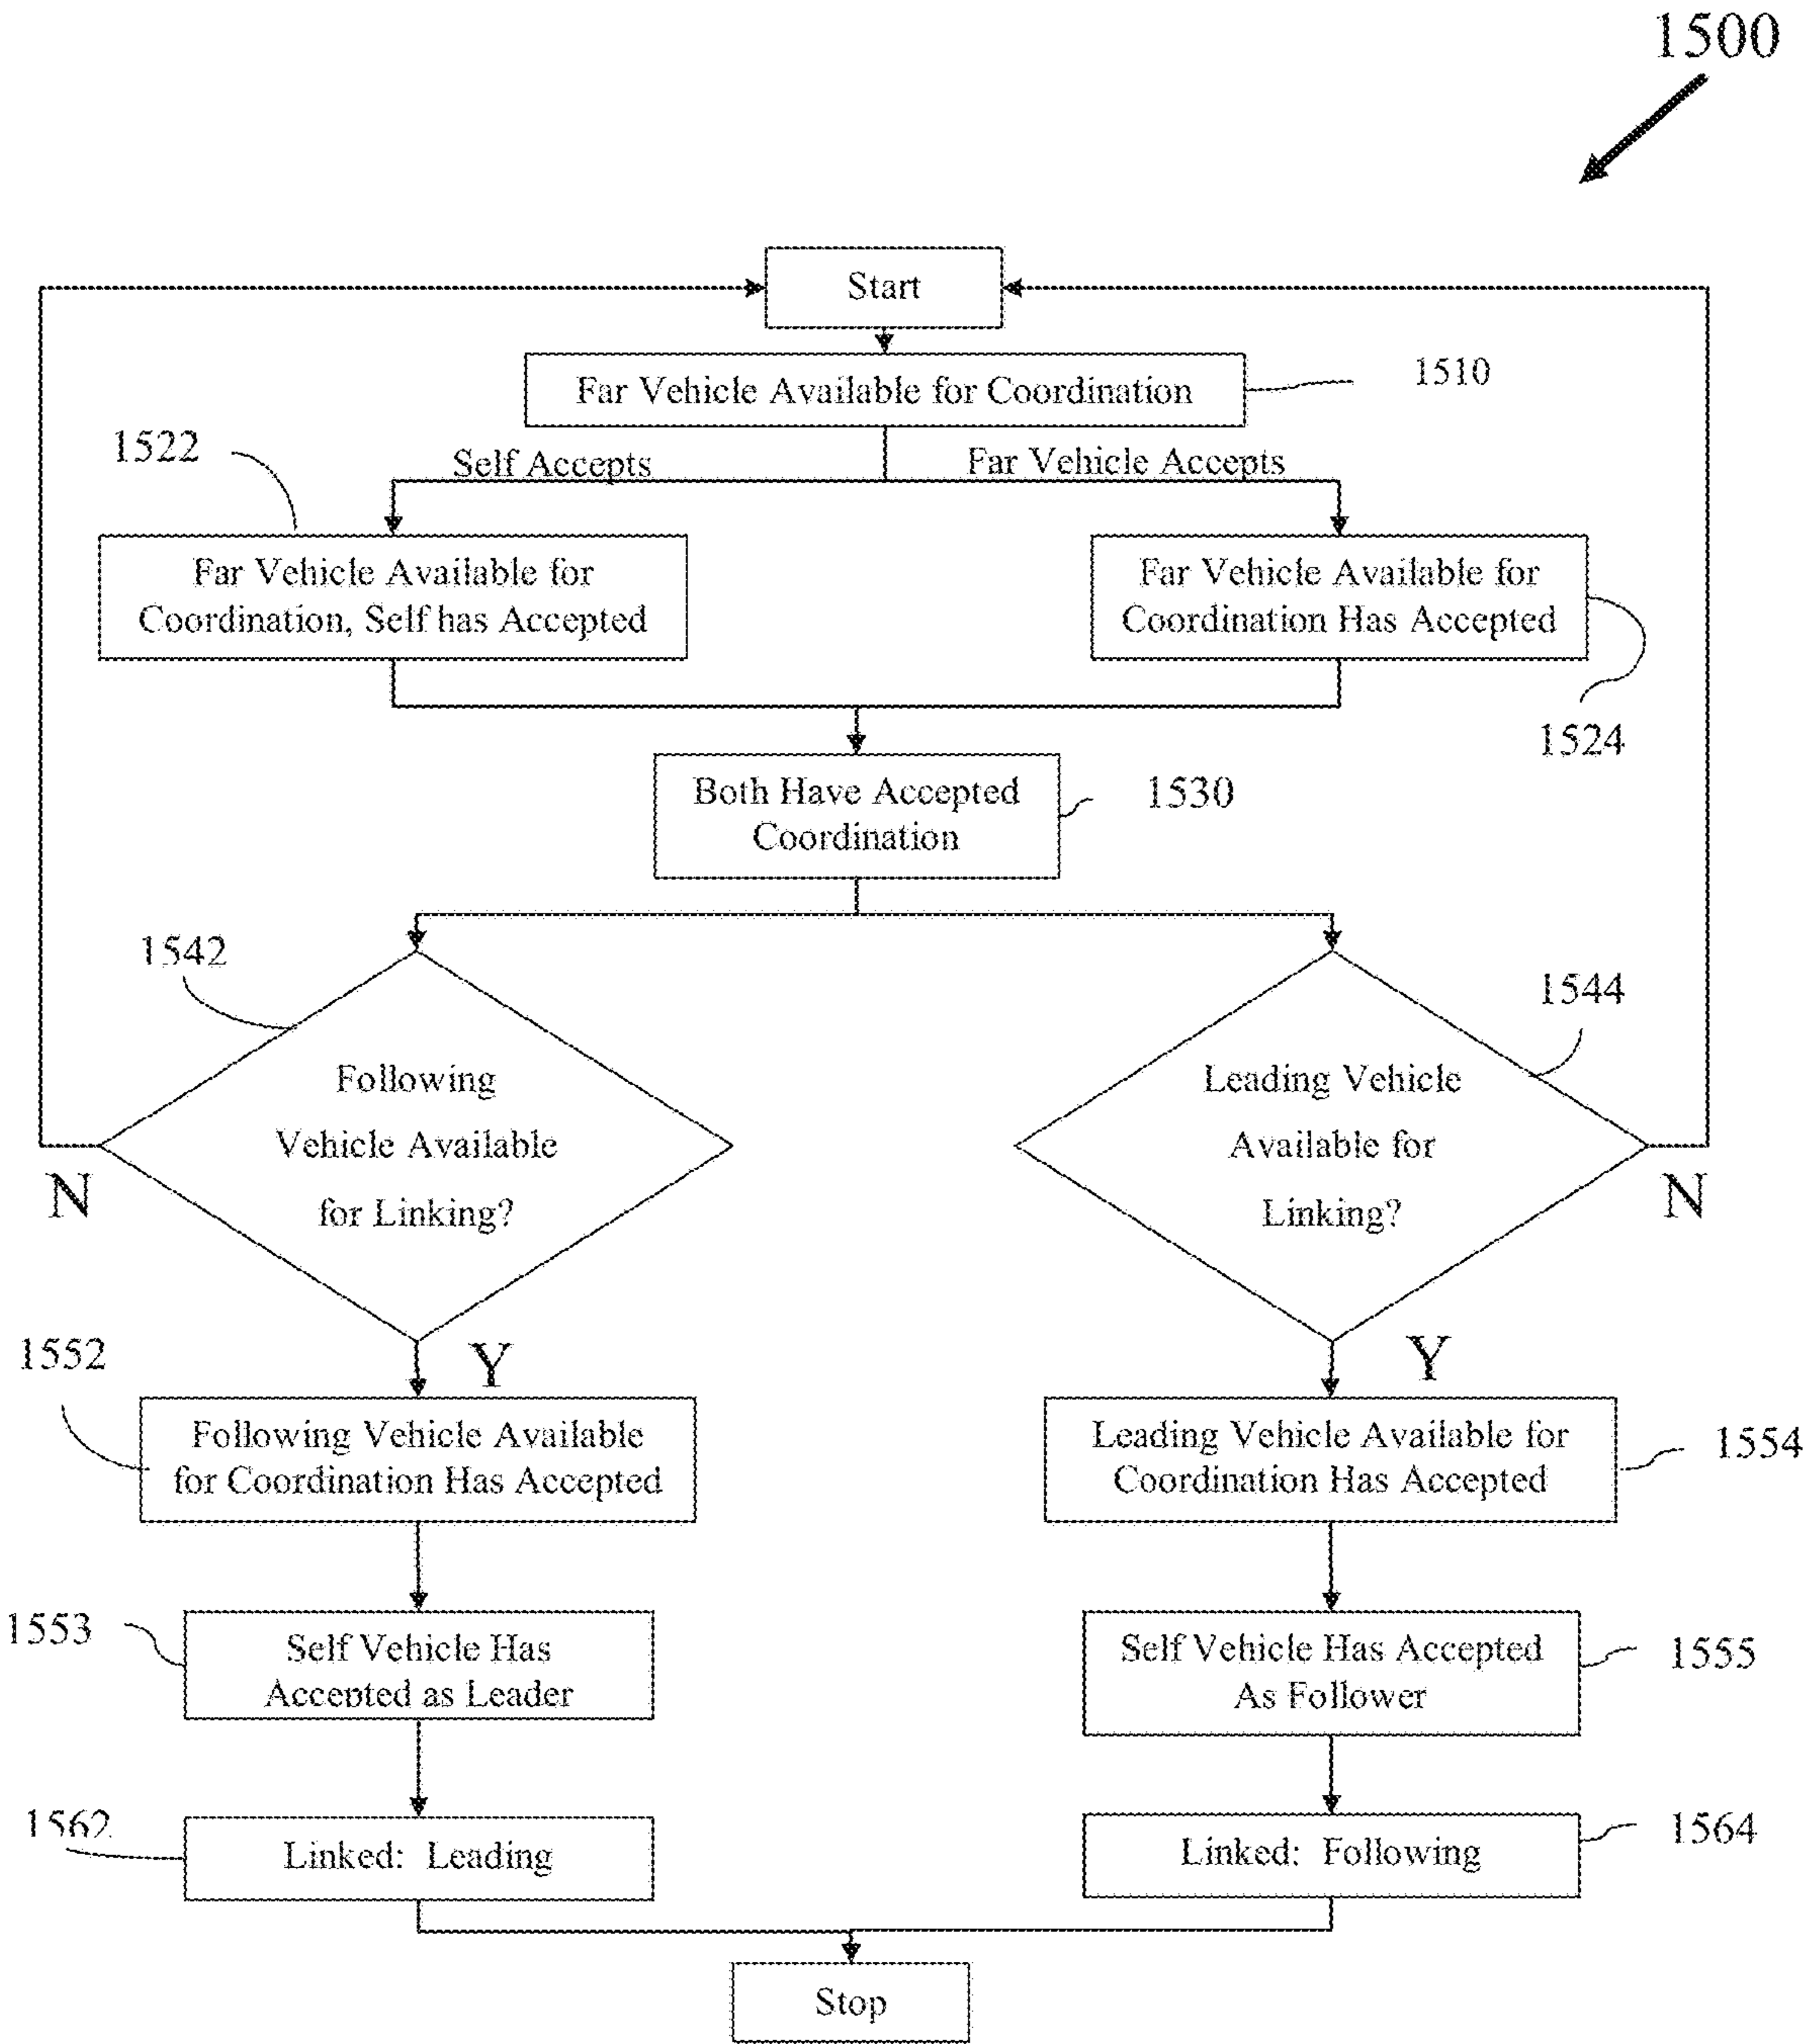 1500
Start
Far Vehicle Available for Coordination
1510
1522
Self Accepts
Far Vehicle Accepts
Far Vehicle Available for
Coordination, Self has Accepted
Far Vehicle Available for
Coordination Has Accepted
1524
Both Have Accepted
Coordination
1530
1542
1544
Following
Vehicle Available
for Linking?
Leading Vehicle
Available for
Linking?
N
N
Y
Y
1552
Following Vehicle Available
for Coordination Has Accepted
Leading Vehicle Available for
Coordination Has Accepted
1554
1553
Self Vehicle Has
Accepted as Leader
Self Vehicle Has Accepted
As Follower
1555
1562
Linked: Leading
Linked: Following
1564
Stop